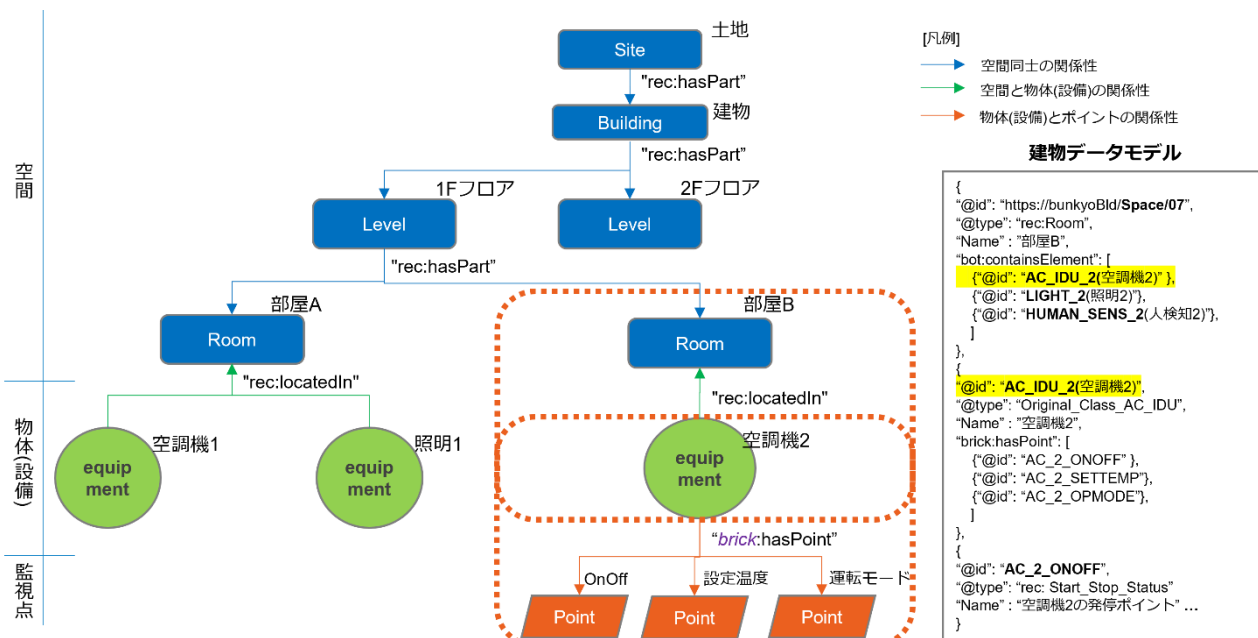 土地
Site
"rec:hasPart”
建物
Building
"rec:hasPart”
1Fフロア
2Fフロア
Level
Level
"rec:hasPart”
部屋A
部屋B
Room
Room
"rec:locatedIn"
"rec:locatedIn"
空調機1
照明1
空調機2
equip
ment
equip
ment
equip
ment
“brick:hasPoint”
OnOff
設定温度
運転モード
Point
Point
Point
空間
物体(設備)
監視点
[凡例]
空間同士の関係性
空間と物体(設備)の関係性
物体(設備)とポイントの関係性
建物データモデル
{
“@id”: “https://bunkyoBld/Space/07”,
“@type”: “rec:Room”,
“Name” : ”部屋B”,
“bot:containsElement”: [
{“@id”: “AC_IDU_2(空調機2)” },
{“@id”: “LIGHT_2(照明2)”},
{“@id”: “HUMAN_SENS_2(人検知2)”},
]
},
{
“@id”: “AC_IDU_2(空調機2)”,
“@type”: “Original_Class_AC_IDU”,
“Name” : “空調機2”,
“brick:hasPoint”: [
{“@id”: “AC_2_ONOFF” },
{“@id”: “AC_2_SETTEMP”},
{“@id”: “AC_2_OPMODE”},
]
},
{
“@id”: “AC_2_ONOFF”,
“@type”: “rec: Start_Stop_Status”
“Name” : “空調機2の発停ポイント” ...
}